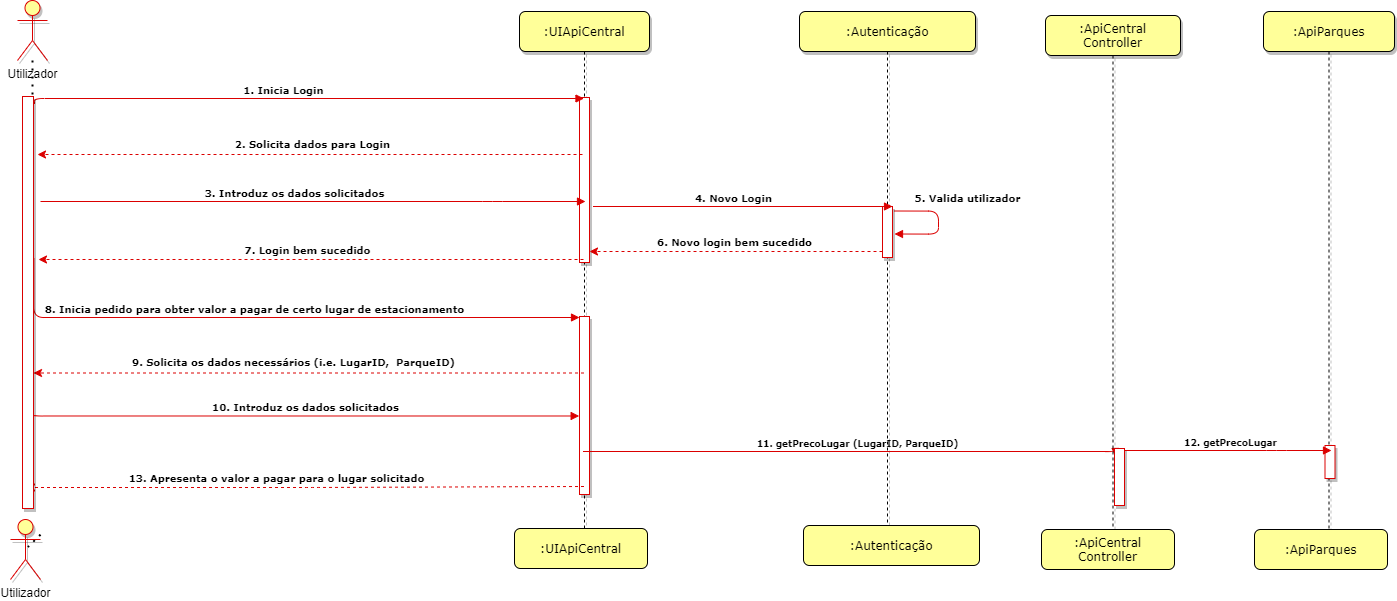 :UIApiCentral
:Autenticação
:ApiCentral
Controller
:ApiParques
Utilizador
1. Inicia Login
2. Solicita dados para Login
3. Introduz os dados solicitados
4. Novo Login
5. Valida utilizador
6. Novo login bem sucedido
7. Login bem sucedido
8. Inicia pedido para obter valor a pagar de certo lugar de estacionamento
9. Solicita os dados necessários (i.e. LugarID, ParqueID)
10. Introduz os dados solicitados
11. getPrecoLugar (LugarID, ParqueID)
12. getPrecoLugar
13. Apresenta o valor a pagar para o lugar solicitado
:UIApiCentral
:Autenticação
:ApiCentral
Controller
:ApiParques
Utilizador